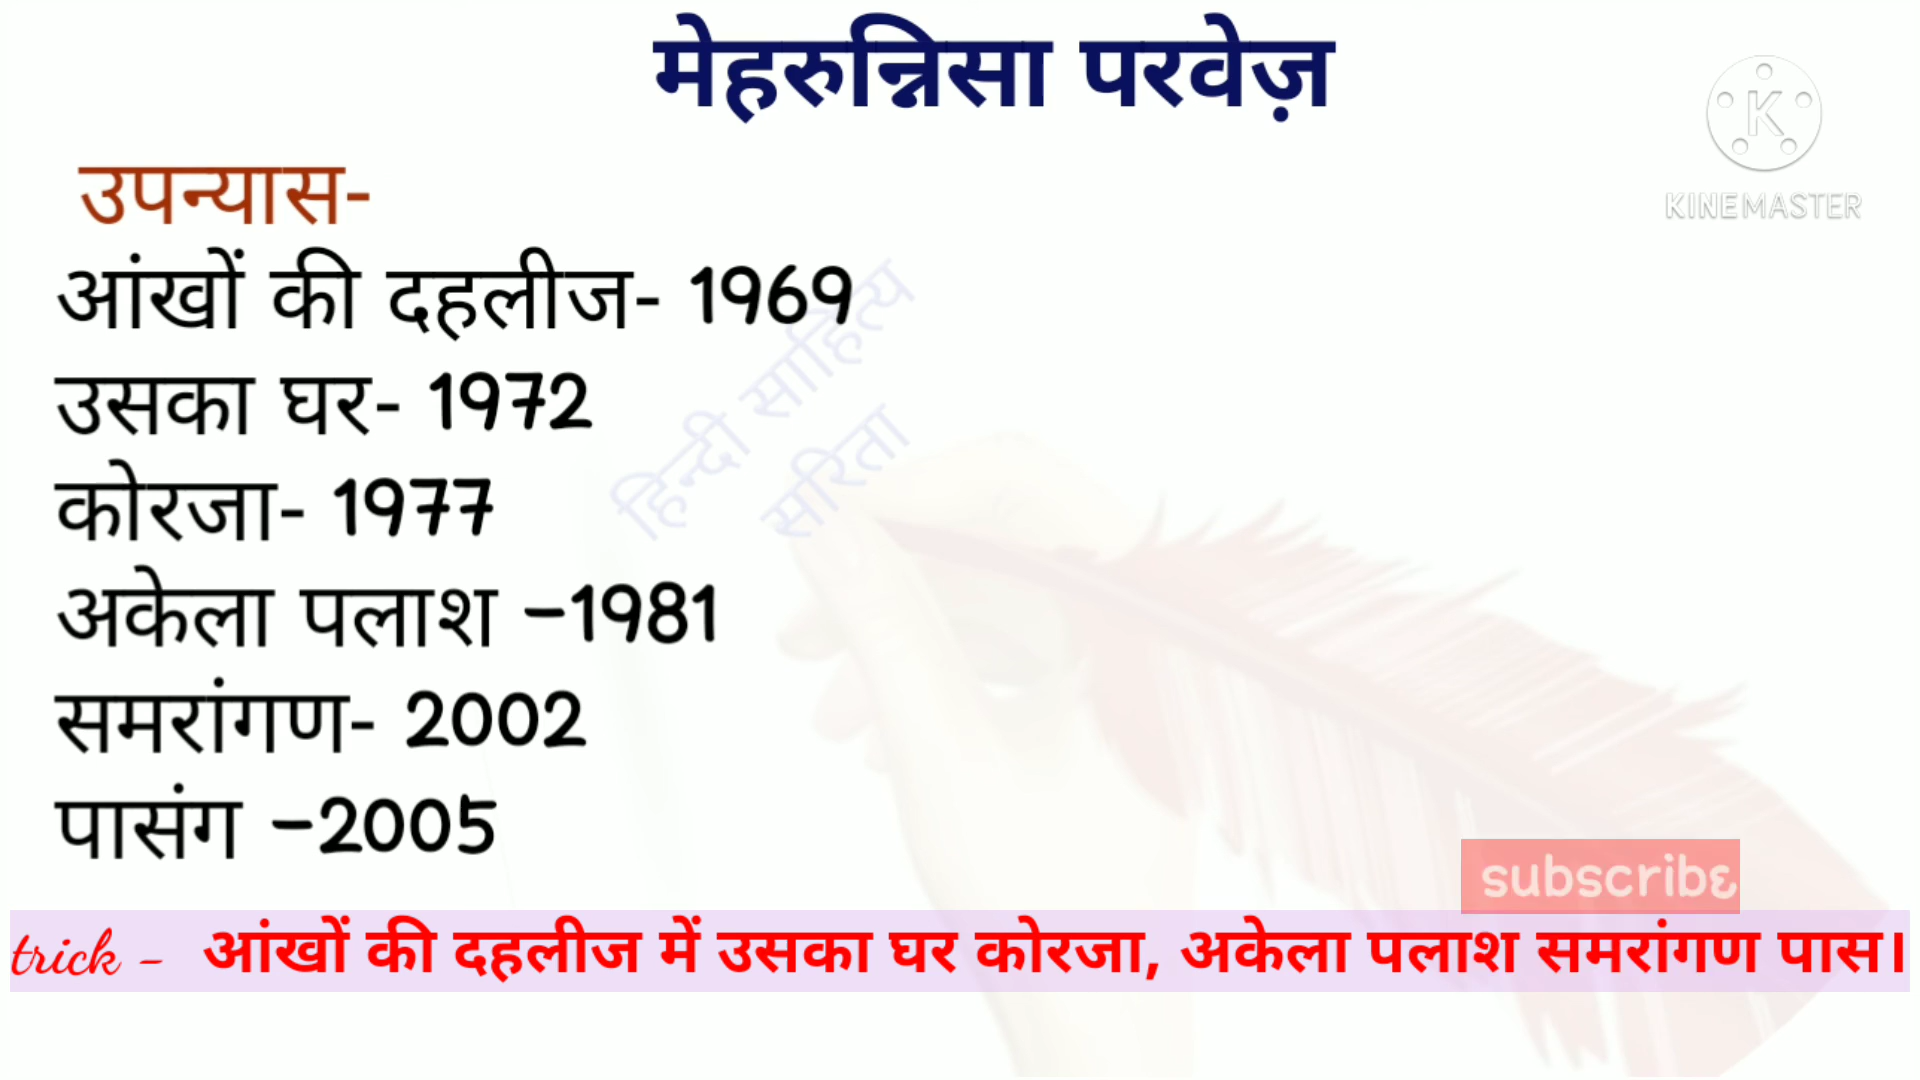 मेहरुन्निसा परवेज़
K
KINEMASTER
उपन्यास-
आंखों की दहलीज- 1969
उसका घर- 1972
कोरजा- 1977
अकेला पलाश -1981
समरांगण- 2002
पासंग -2005
हिन्दी साहित्य
सरिता
subscribe
trick - आंखों की दहलीज में उसका घर कोरजा, अकेला पलाश समरांगण पास।